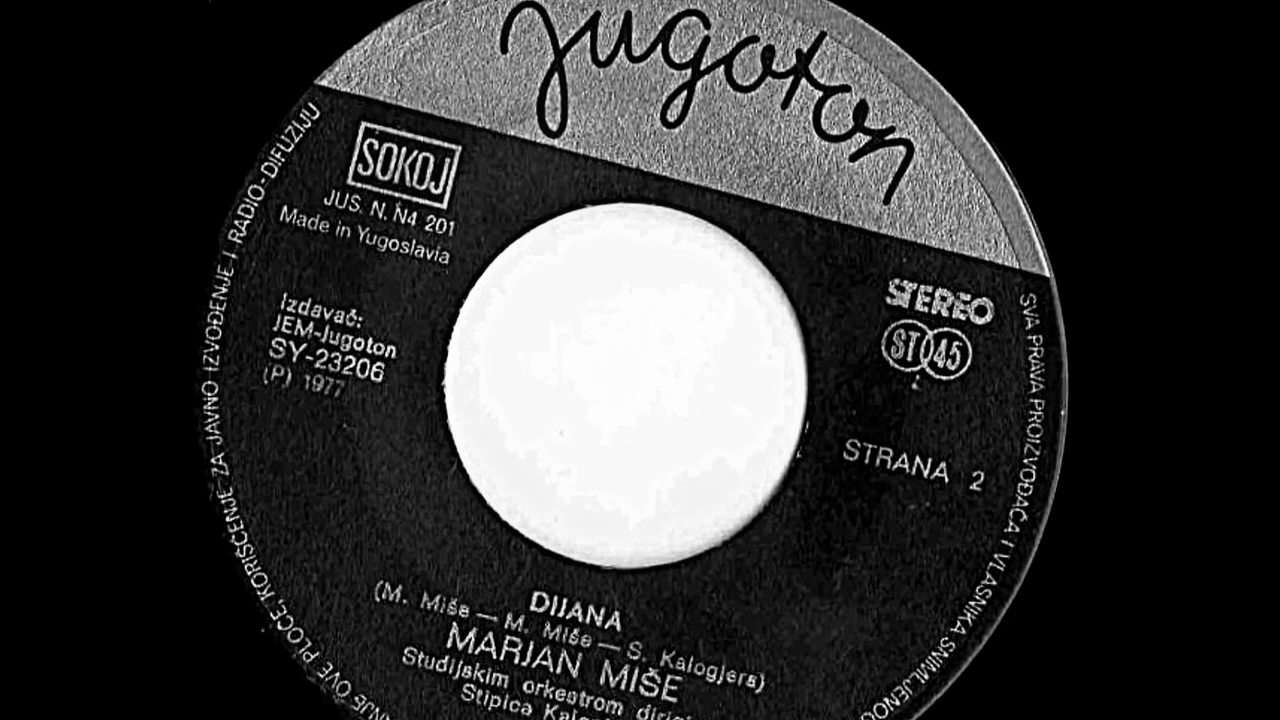 jugoton
SOKOJ
JUS. N. N4 201
Made in Yugoslavia
Izdavač:
JEM-Jugoton
SY-23206
(P) 1977
STEREO
ST 45
STRANA 2
DIJANA
(M. Miše — M. Miše — S. Kalogjera)
MARJAN MIŠE
Studijskim orkestrom
Stipica
SVA PRAVA PROIZVOĐAČA I VLASNIKA
OVE PLOČE, KORIŠĆENJE ZA JAVNO IZVOĐENJE I RADIO-DIFUZIJU